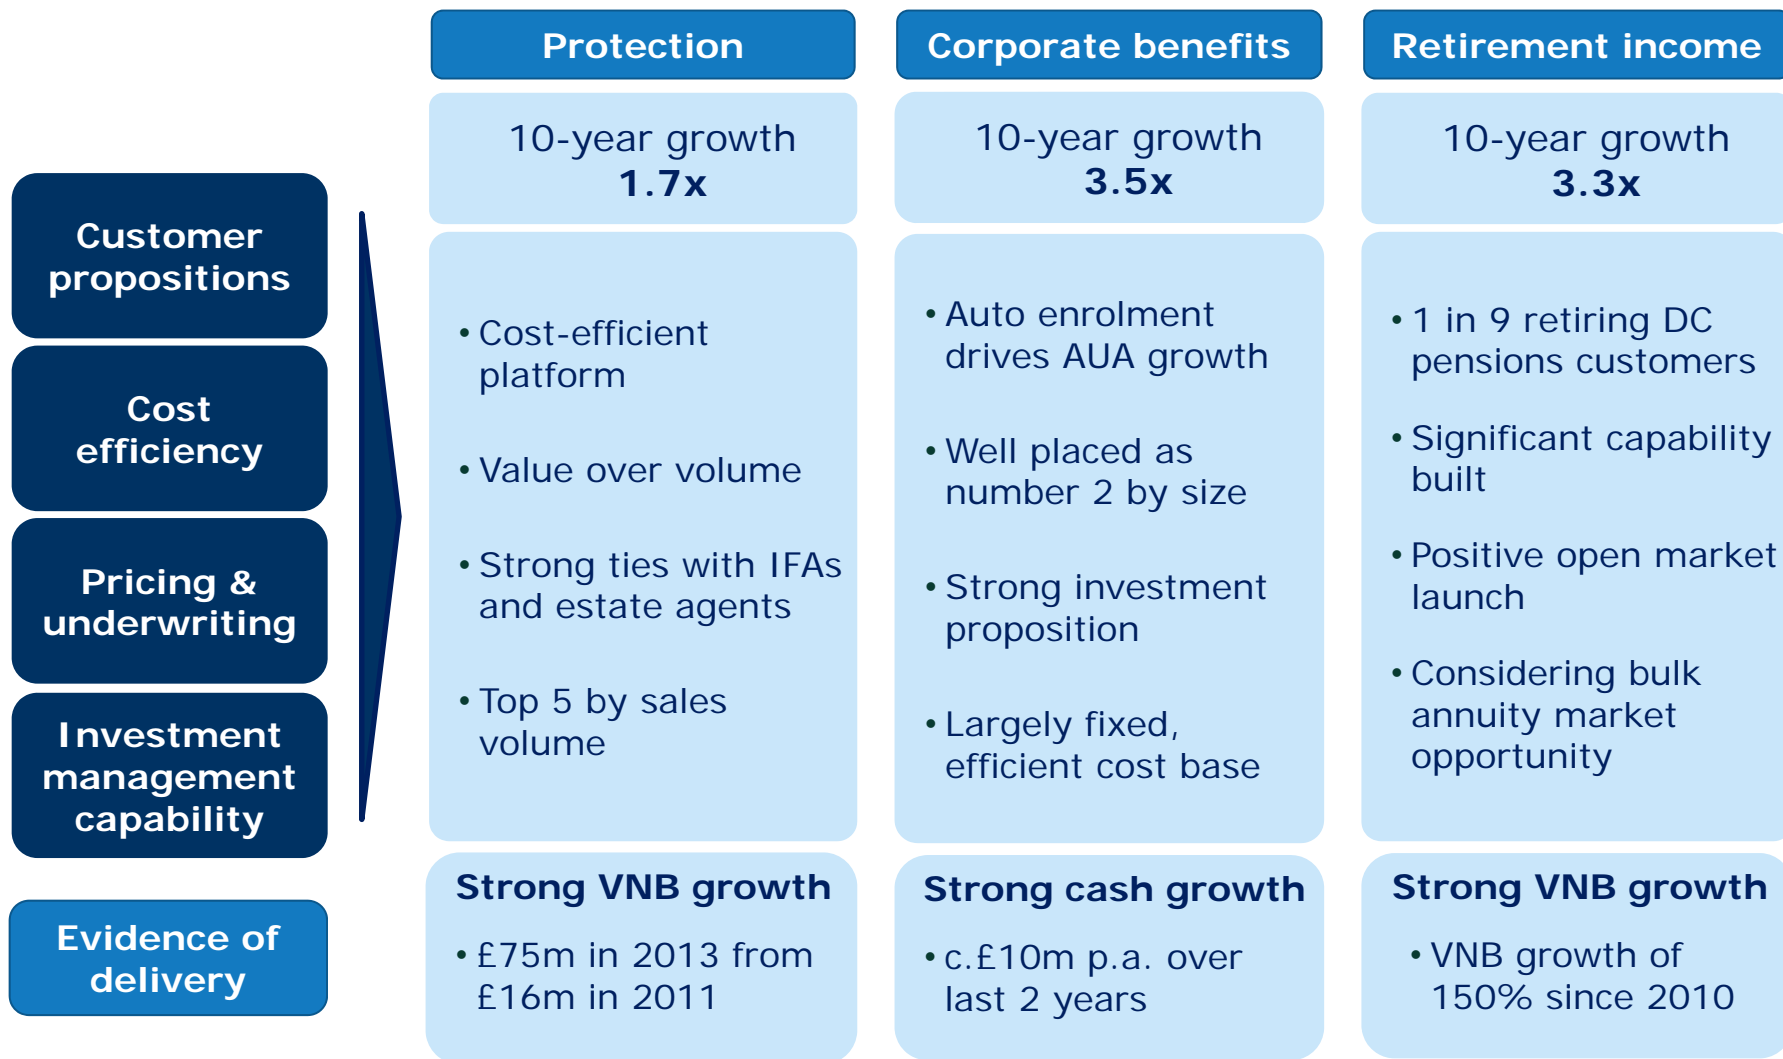 Protection
Corporate benefits
Retirement income
10-year growth
1.7x
10-year growth
3.5x
10-year growth
3.3x
Customer
propositions
Cost
efficiency
Pricing &
underwriting
Investment
management
capability
• Cost-efficient
platform
• Value over volume
• Strong ties with IFAs
and estate agents
• Top 5 by sales
volume
• Auto enrolment
drives AUA growth
• Well placed as
number 2 by size
• Strong investment
proposition
• Largely fixed,
efficient cost base
• 1 in 9 retiring DC
pensions customers
• Significant capability
built
• Positive open market
launch
• Considering bulk
annuity market
opportunity
Evidence of
delivery
Strong VNB growth
• £75m in 2013 from
£16m in 2011
Strong cash growth
• c.£10m p.a. over
last 2 years
Strong VNB growth
• VNB growth of
150% since 2010